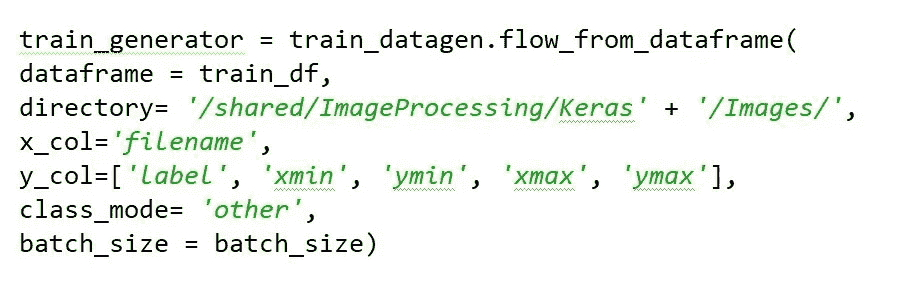 train_generator = train_datagen.flow_from_dataframe(
dataframe = train_df,
directory= '/shared/ImageProcessing/Keras' + '/Images/',
x_col='filename',
y_col=['label', 'xmin', 'ymin', 'xmax', 'ymax'],
class_mode= 'other',
batch_size = batch_size)